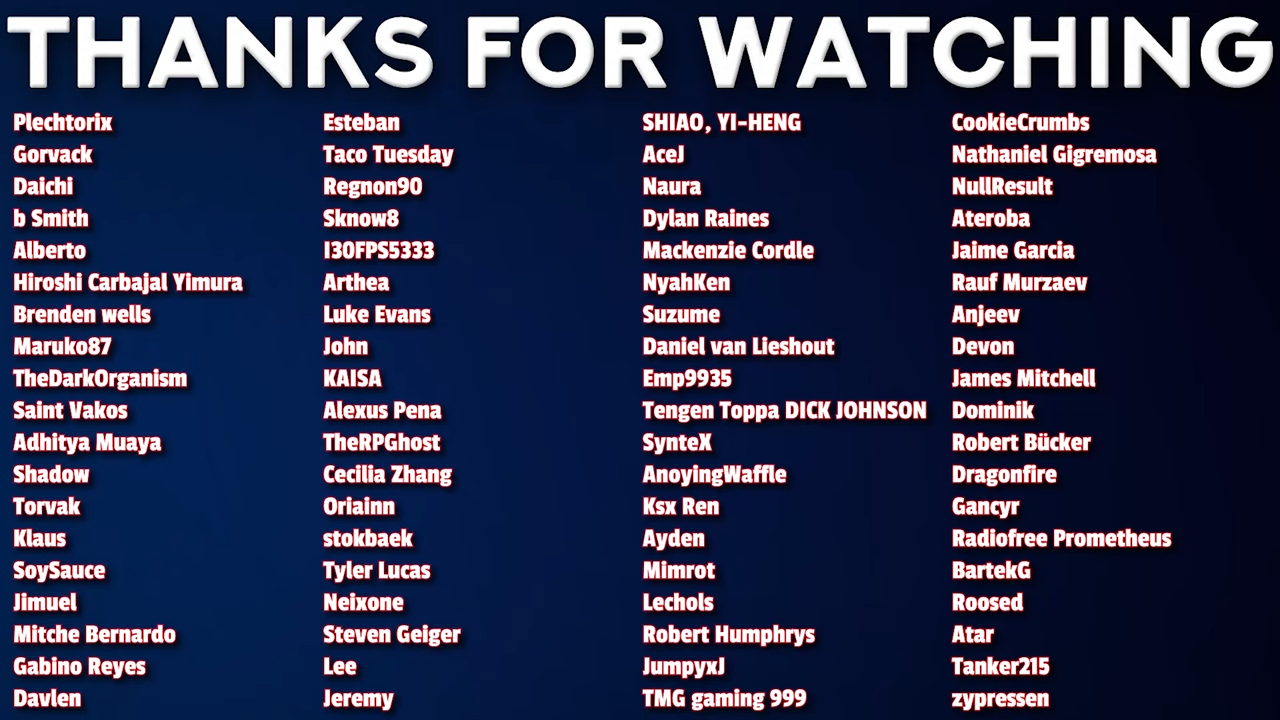 THANKS FOR WATCHING
Plechtorix
Gorvack
Daichi
b Smith
Alberto
Hiroshi Carbajal Yimura
Brenden wells
Maruko87
TheDarkOrganism
Saint Vakos
Adhitya Muaya
Shadow
Torvak
Klaus
SoySauce
Jimuel
Mitche Bernardo
Gabino Reyes
Davlen
Esteban
Taco Tuesday
Regnon90
Sknow8
I30FPS5333
Arthea
Luke Evans
John
KAISA
Alexus Pena
TheRPGhost
Cecilia Zhang
Oriainn
stokbaek
Tyler Lucas
Neixone
Steven Geiger
Lee
Jeremy
SHIAO, YI-HENG
AceJ
Naura
Dylan Raines
Mackenzie Cordle
NyahKen
Suzume
Daniel van Lieshout
Emp9935
Tengen Toppa DICK JOHNSON
SynteX
AnoyingWaffle
Ksx Ren
Ayden
Mimrot
Lechols
Robert Humphrys
JumpyxJ
TMG gaming 999
CookieCrumbs
Nathaniel Gigremosa
NullResult
Ateroba
Jaime Garcia
Rauf Murzaev
Anjeev
Devon
James Mitchell
Dominik
Robert Bücker
Dragonfire
Gancyr
Radiofree Prometheus
BartekG
Roosed
Atar
Tanker215
zypressen